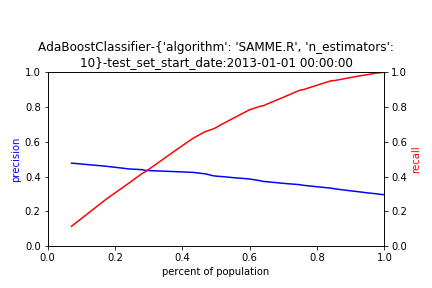 AdaBoostClassifier-{'algorithm': 'SAMME.R', 'n_estimators':
10}-test_set_start_date:2013-01-01 00:00:00
1.0
0.8
0.6
0.4
0.2
0.0
precision
0.0 0.2 0.4 0.6 0.8 1.0
percent of population
1.0
0.8
0.6
0.4
0.2
0.0
recall